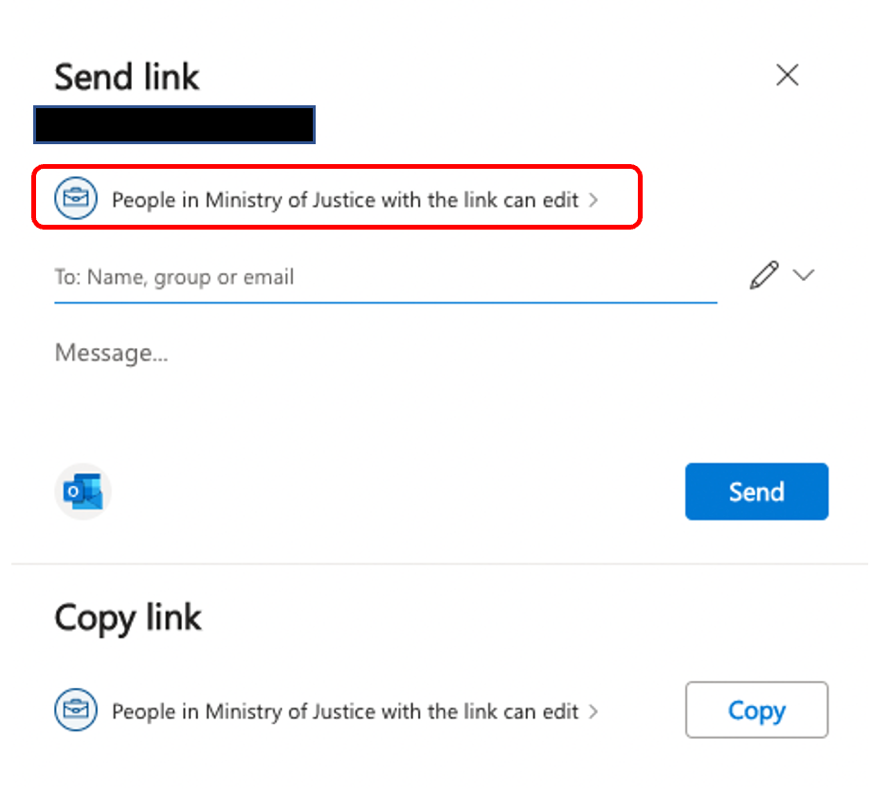 Send link
People in Ministry of Justice with the link can edit
To: Name, group or email
Message...
Send
Copy link
People in Ministry of Justice with the link can edit
Copy